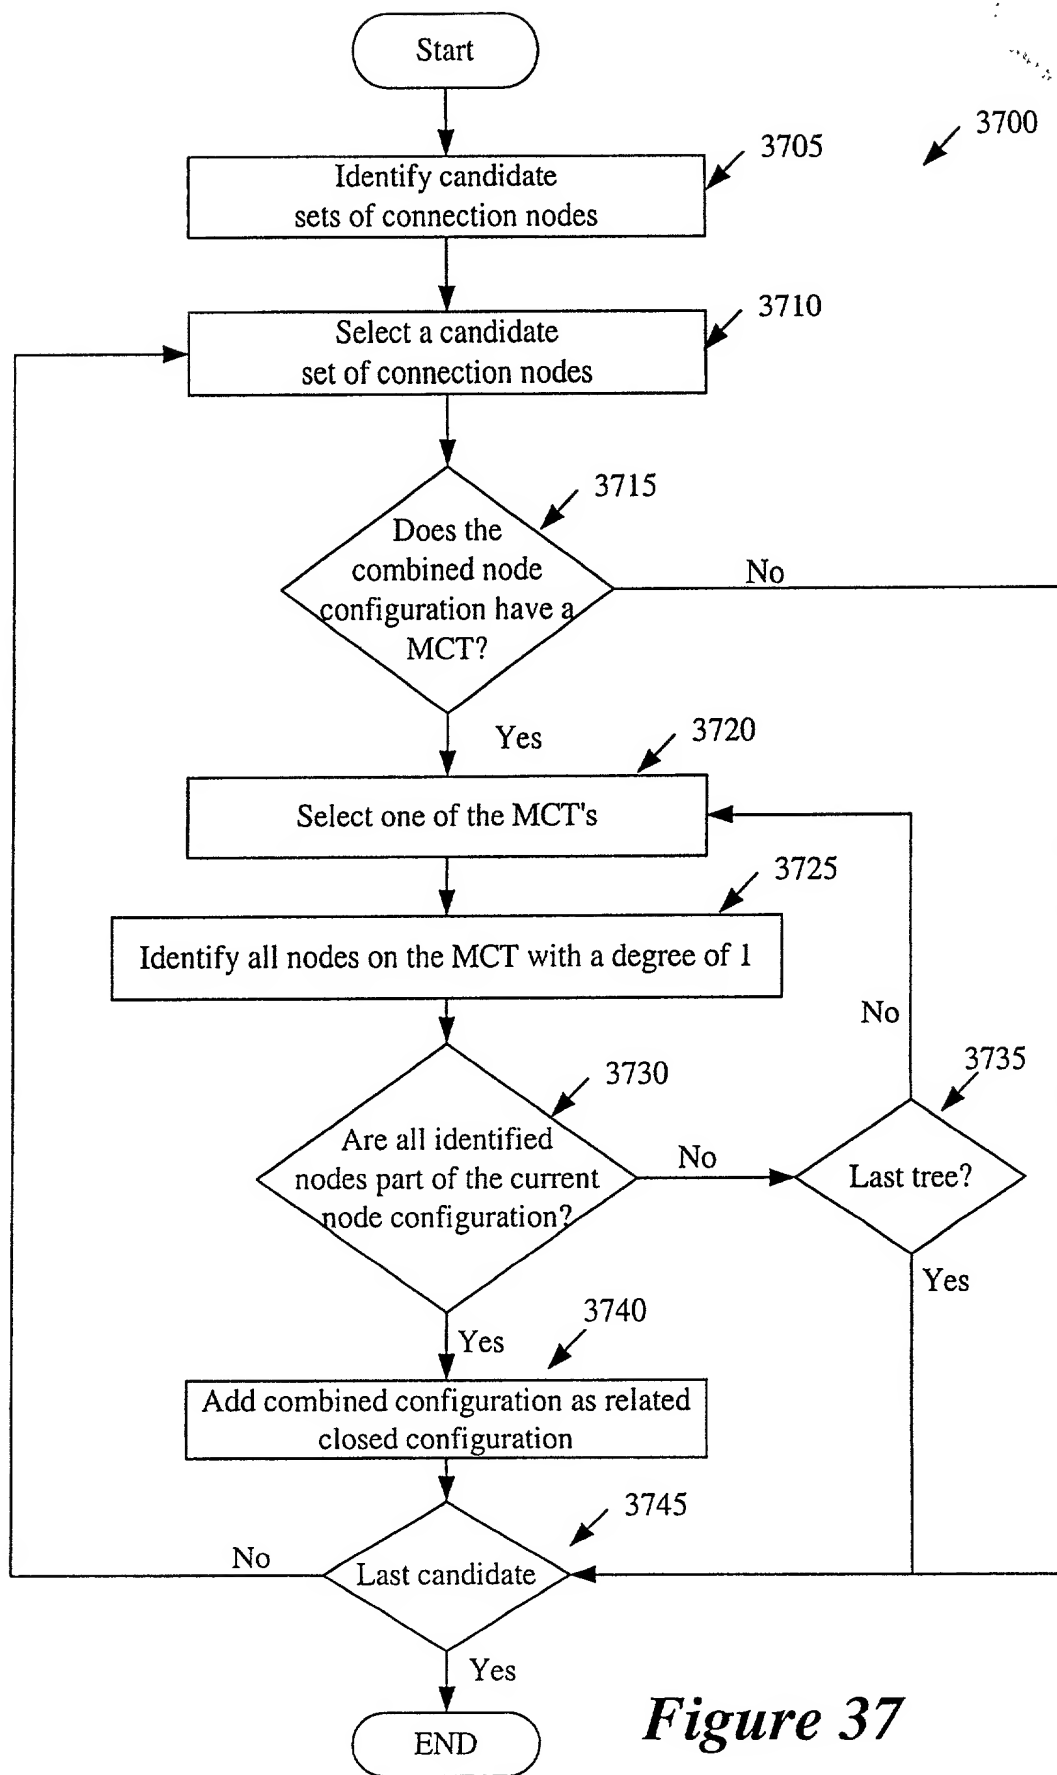 Start
3700
3705
Identify candidate
sets of connection nodes
3710
Select a candidate
set of connection nodes
3715
Does the
combined node
configuration have a
MCT?
No
Yes
3720
Select one of the MCT's
3725
Identify all nodes on the MCT with a degree of 1
No
3735
3730
Are all identified
nodes part of the current
node configuration?
No
Last tree?
Yes
3740
Yes
Add combined configuration as related
closed configuration
3745
No
Last candidate
Yes
END
Figure 37